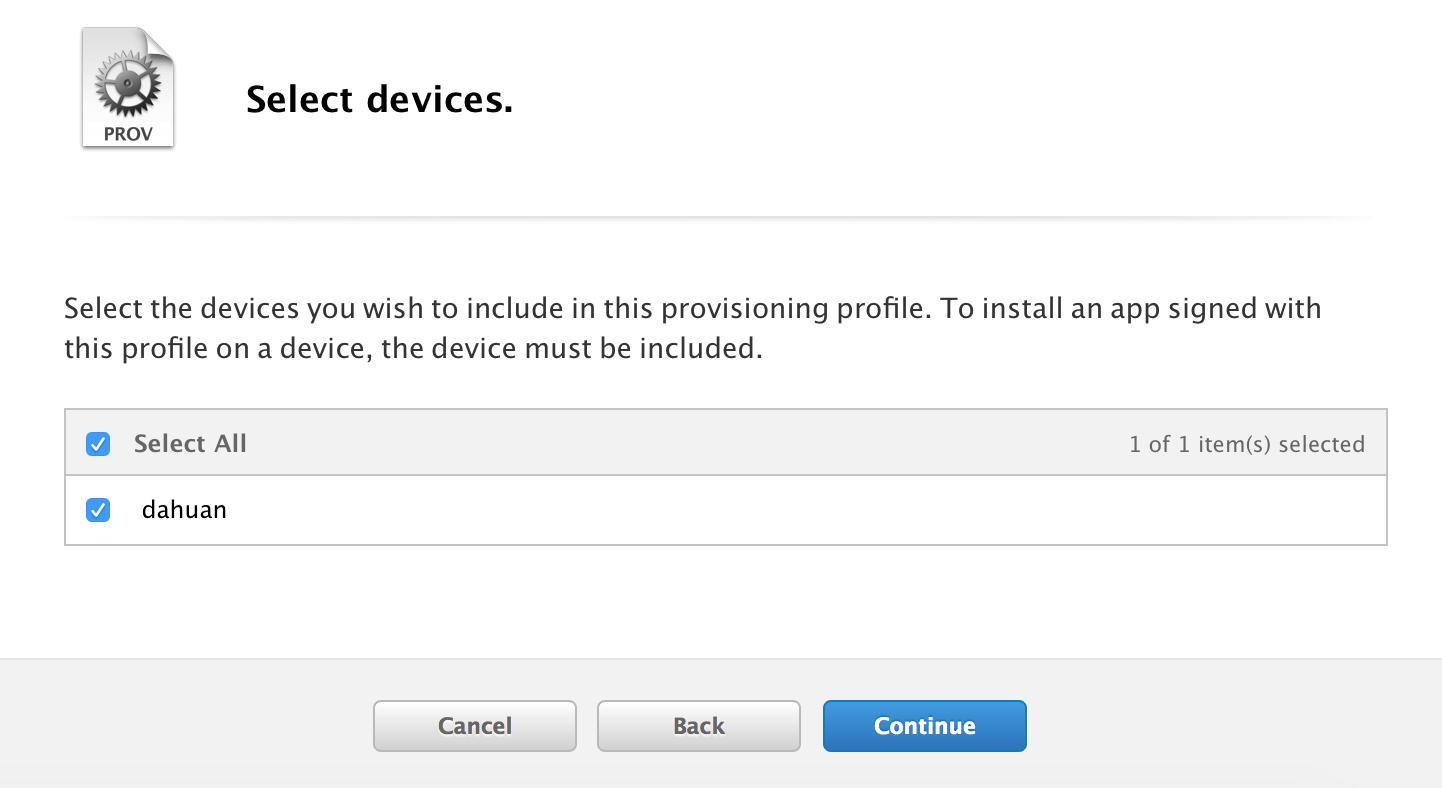 PROV
Select devices.
Select the devices you wish to include in this provisioning profile. To install an app signed with
this profile on a device, the device must be included.
Select All 1 of 1 item(s) selected
dahuan
Cancel Back Continue